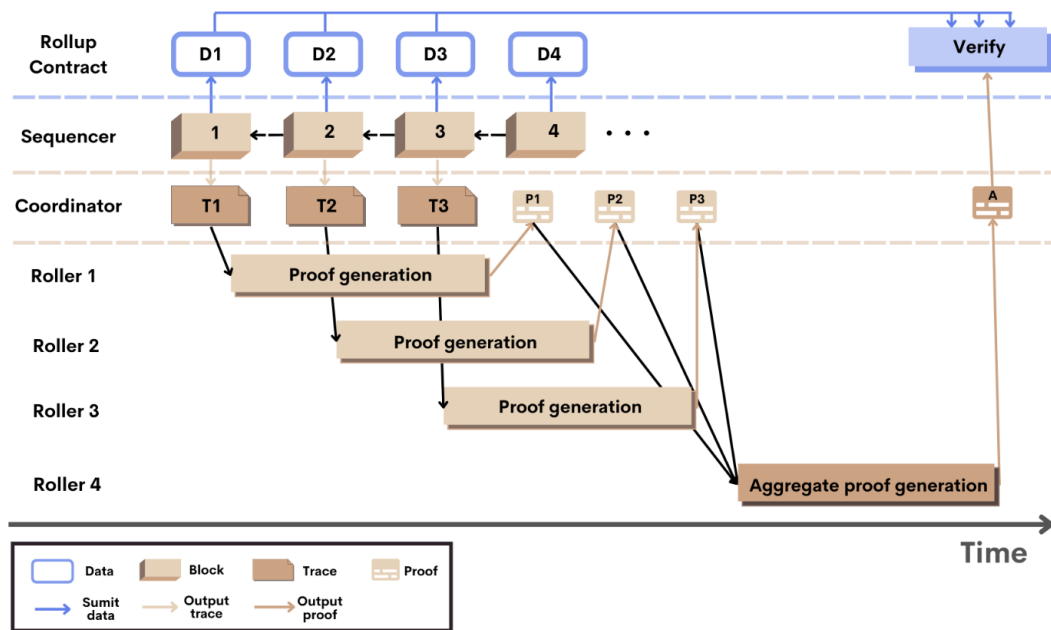 Rollup
Contract
D1
D2
D3
D4
Verify
Sequencer
1
2
3
4
• • •
Coordinator
T1
T2
T3
P1
P2
P3
A
Roller 1
Proof generation
Roller 2
Proof generation
Roller 3
Proof generation
Roller 4
Aggregate proof generation
Time
Data
Block
Trace
Proof
Sumit
data
Output
trace
Output
proof